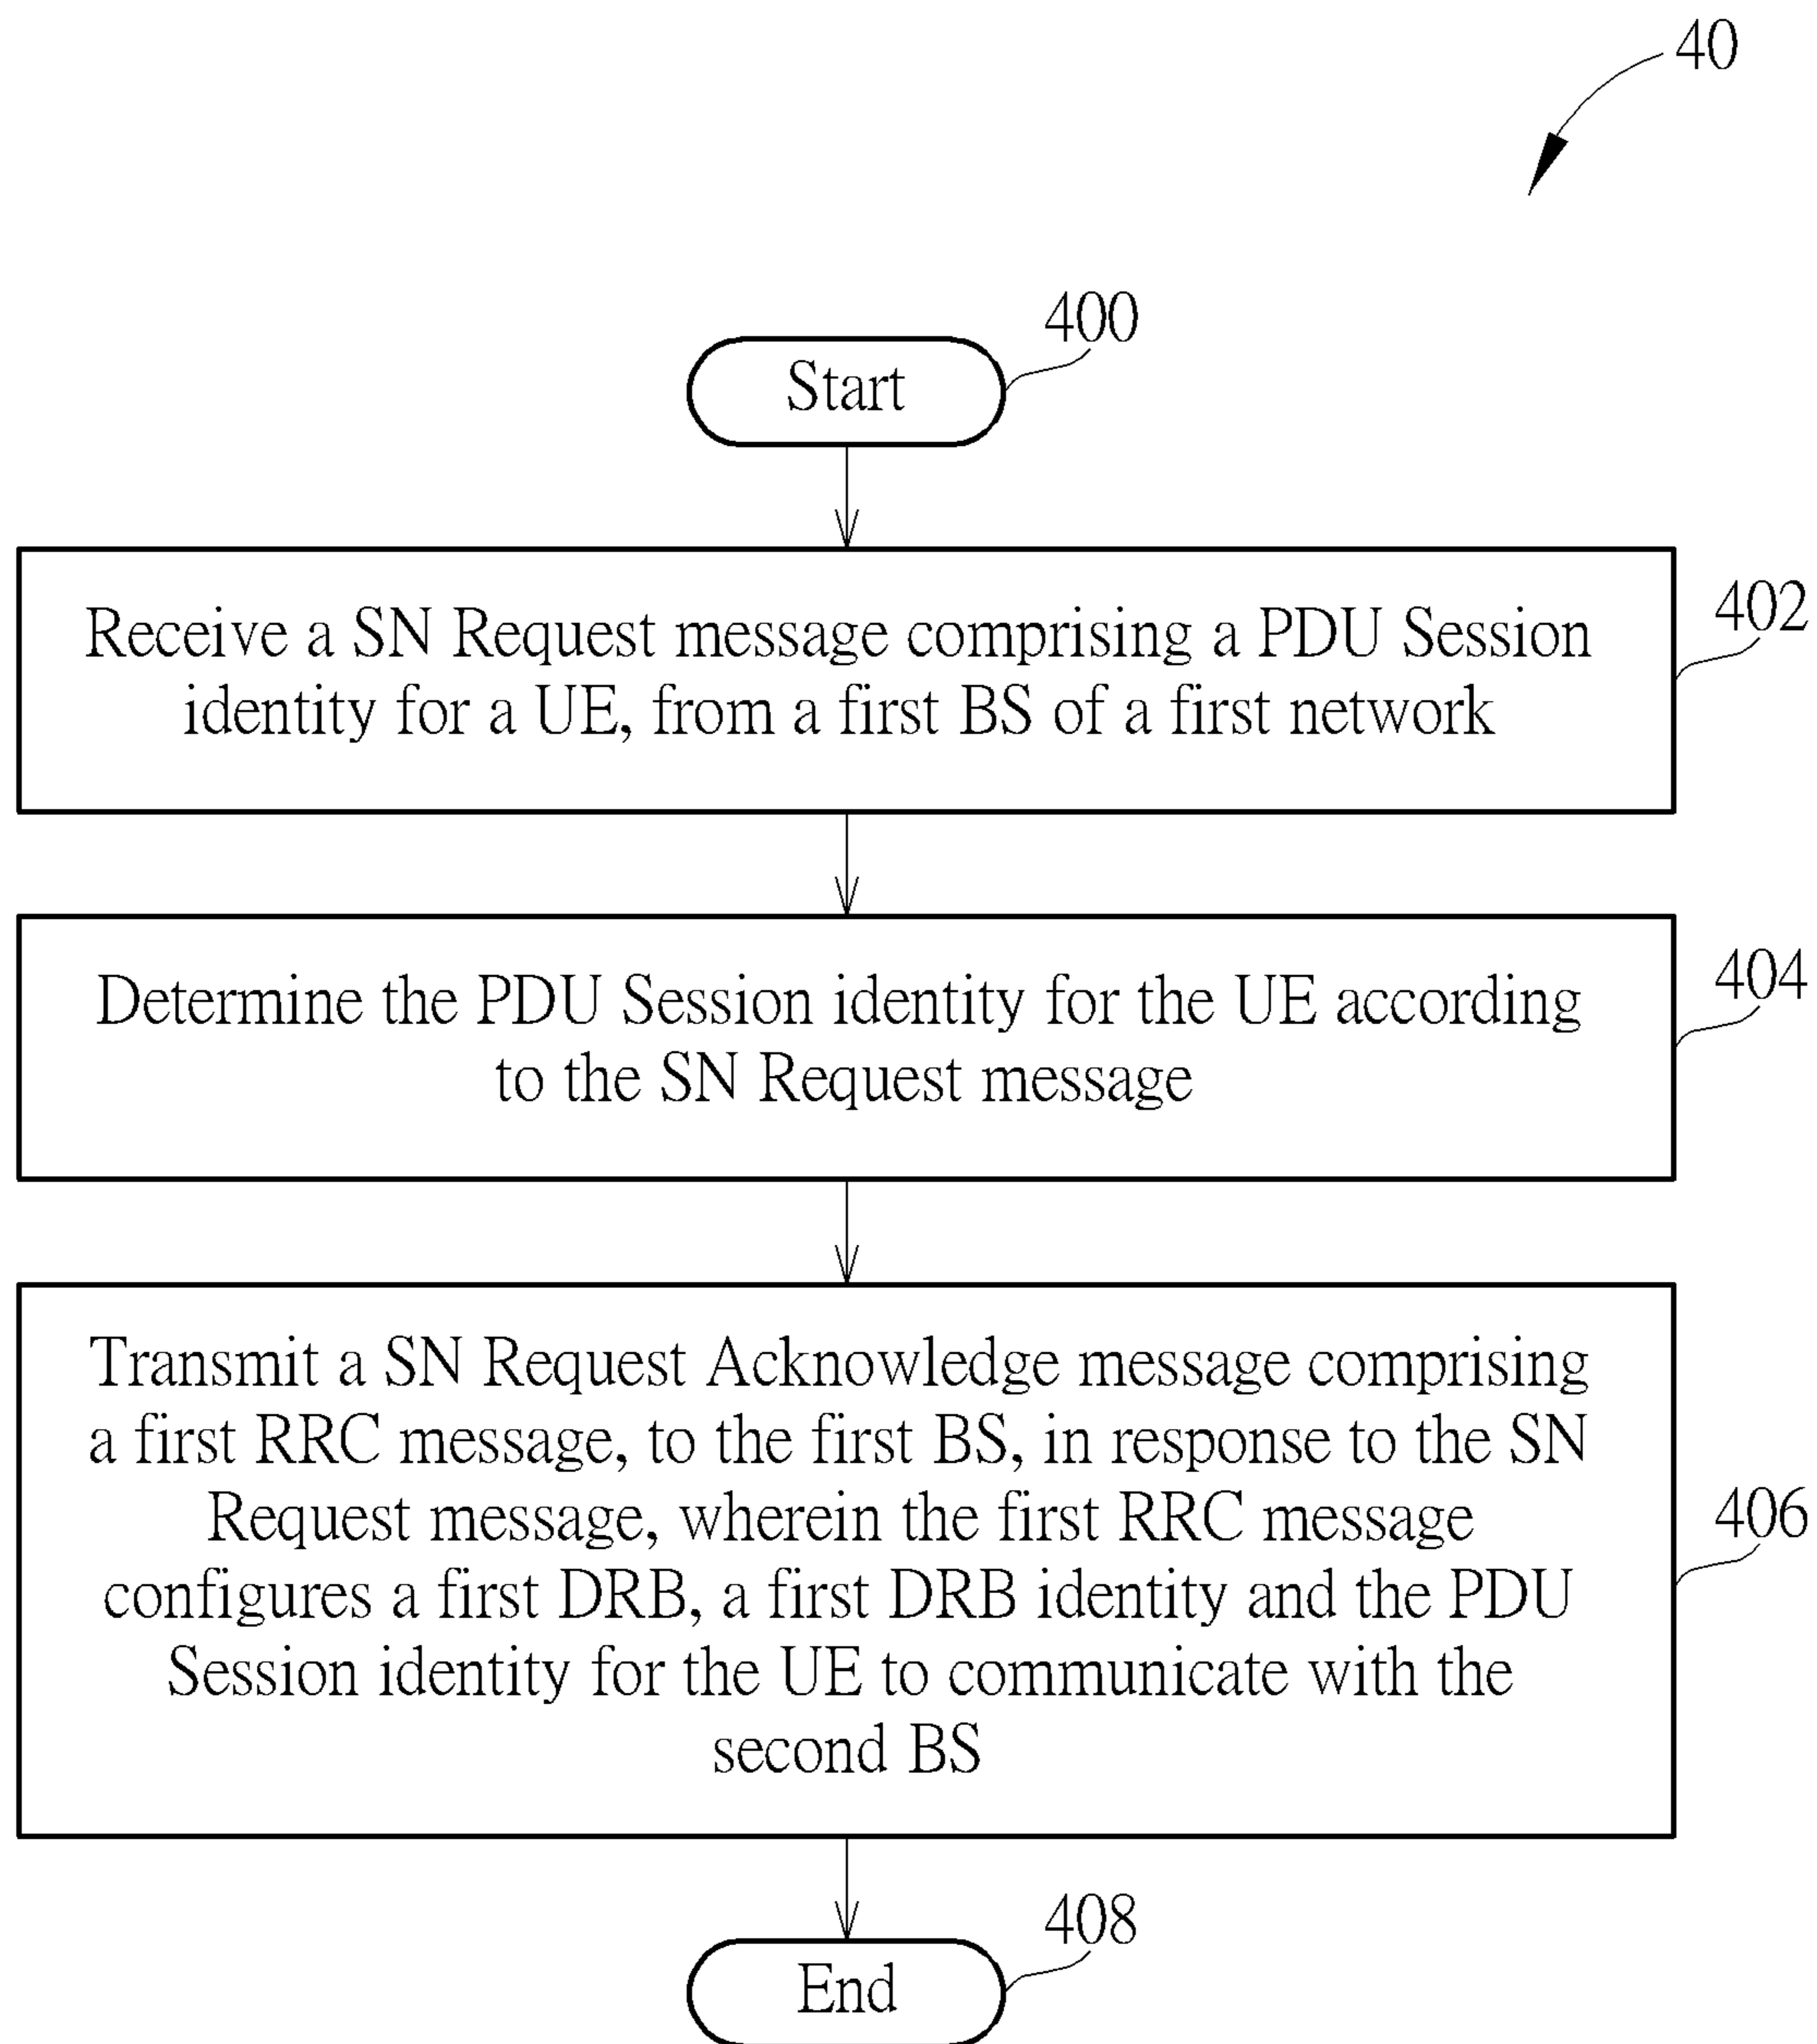 40
400
Start
402
Receive a SN Request message comprising a PDU Session
identity for a UE, from a first BS of a first network
404
Determine the PDU Session identity for the UE according
to the SN Request message
406
Transmit a SN Request Acknowledge message comprising
a first RRC message, to the first BS, in response to the SN
Request message, wherein the first RRC message
configures a first DRB, a first DRB identity and the PDU
Session identity for the UE to communicate with the
second BS
408
End